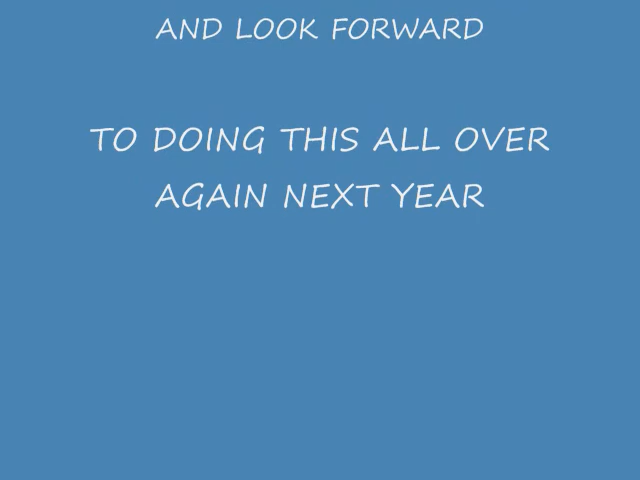 AND LOOK FORWARD
TO DOING THIS ALL OVER
AGAIN NEXT YEAR